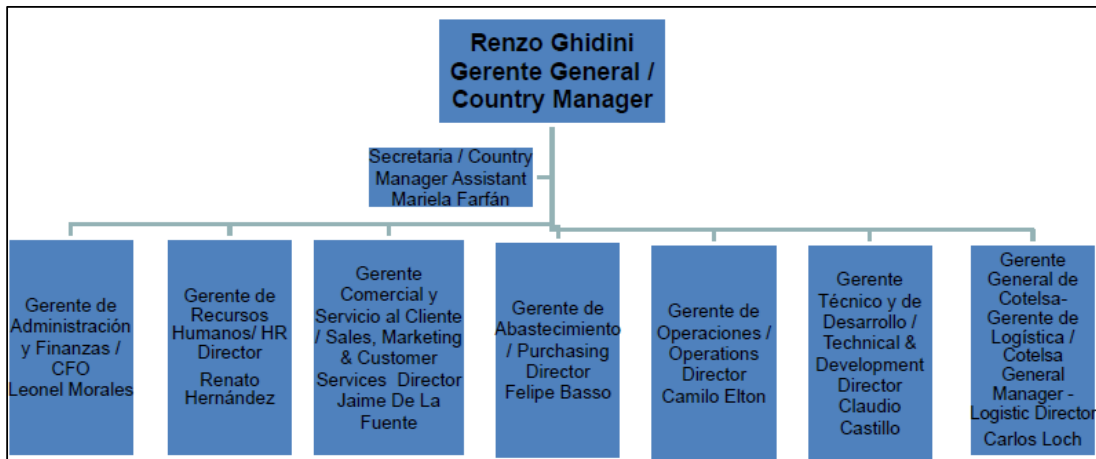 Renzo Ghidini
Gerente General /
Country Manager
Secretaria / Country
Manager Assistant
Mariela Farfán
Gerente de
Administración
y Finanzas /
CFO
Leonel Morales
Gerente de
Recursos
Humanos/ HR
Director
Renato
Hernández
Gerente
Comercial y
Servicio al Cliente
/ Sales, Marketing
& Customer
Services Director
Jaime De La
Fuente
Gerente de
Abastecimiento
/ Purchasing
Director
Felipe Basso
Gerente de
Operaciones /
Operations
Director
Camilo Elton
Gerente
Técnico y de
Desarrollo /
Technical &
Development
Director
Claudio
Castillo
Gerente
General de
Cotelsa-
Gerente de
Logística /
Cotelsa
General
Manager -
Logistic Director
Carlos Loch